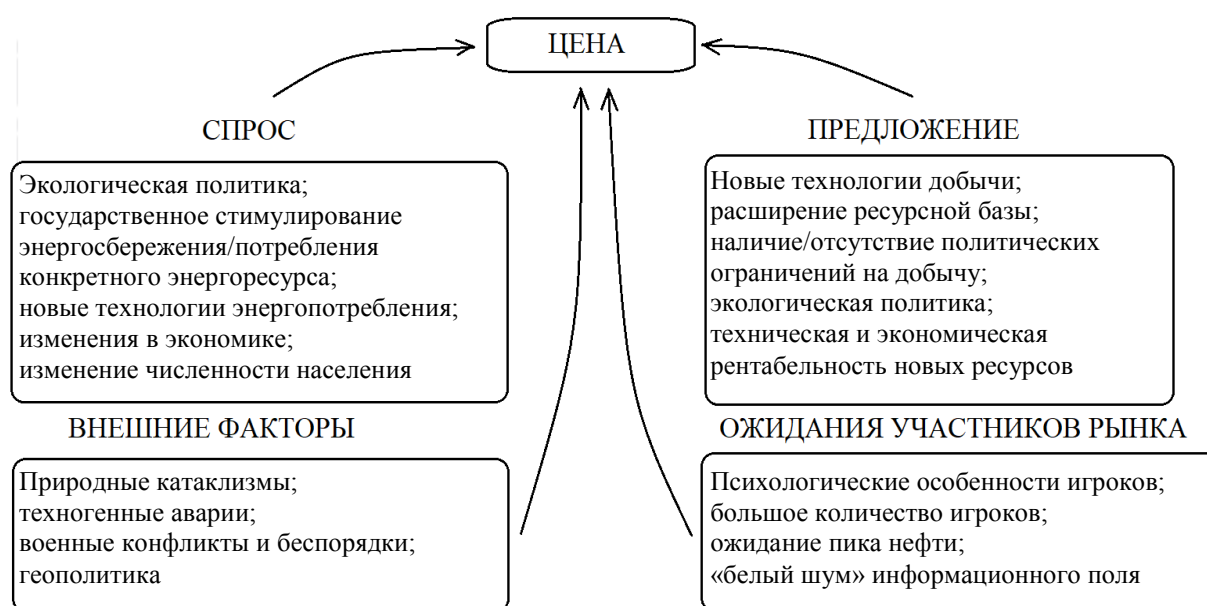 ЦЕНА
СПРОС
Экологическая политика;
государственное стимулирование
энергосбережения/потребления
конкретного энергоресурса;
новые технологии энергопотребления;
изменения в экономике;
изменение численности населения
ПРЕДЛОЖЕНИЕ
Новые технологии добычи;
расширение ресурсной базы;
наличие/отсутствие политических
ограничений на добычу;
экологическая политика;
техническая и экономическая
рентабельность новых ресурсов
ВНЕШНИЕ ФАКТОРЫ
Природные катаклизмы;
техногенные аварии;
военные конфликты и беспорядки;
геополитика
ОЖИДАНИЯ УЧАСТНИКОВ РЫНКА
Психологические особенности игроков;
большое количество игроков;
ожидание пика нефти;
«белый шум» информационного поля